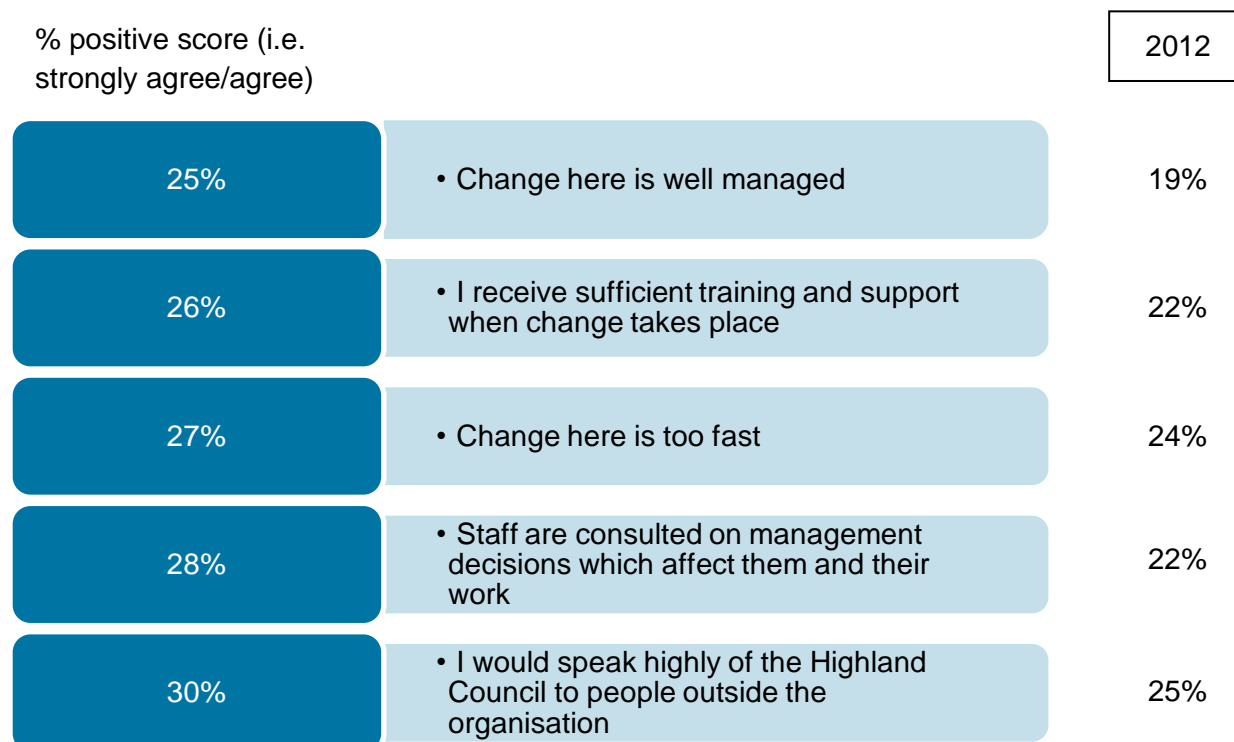 % positive score (i.e.
strongly agree/agree)
2012
25%
• Change here is well managed
19%
26%
• I receive sufficient training and support
when change takes place
22%
27%
• Change here is too fast
24%
28%
• Staff are consulted on management
decisions which affect them and their
work
22%
30%
• I would speak highly of the Highland
Council to people outside the
organisation
25%